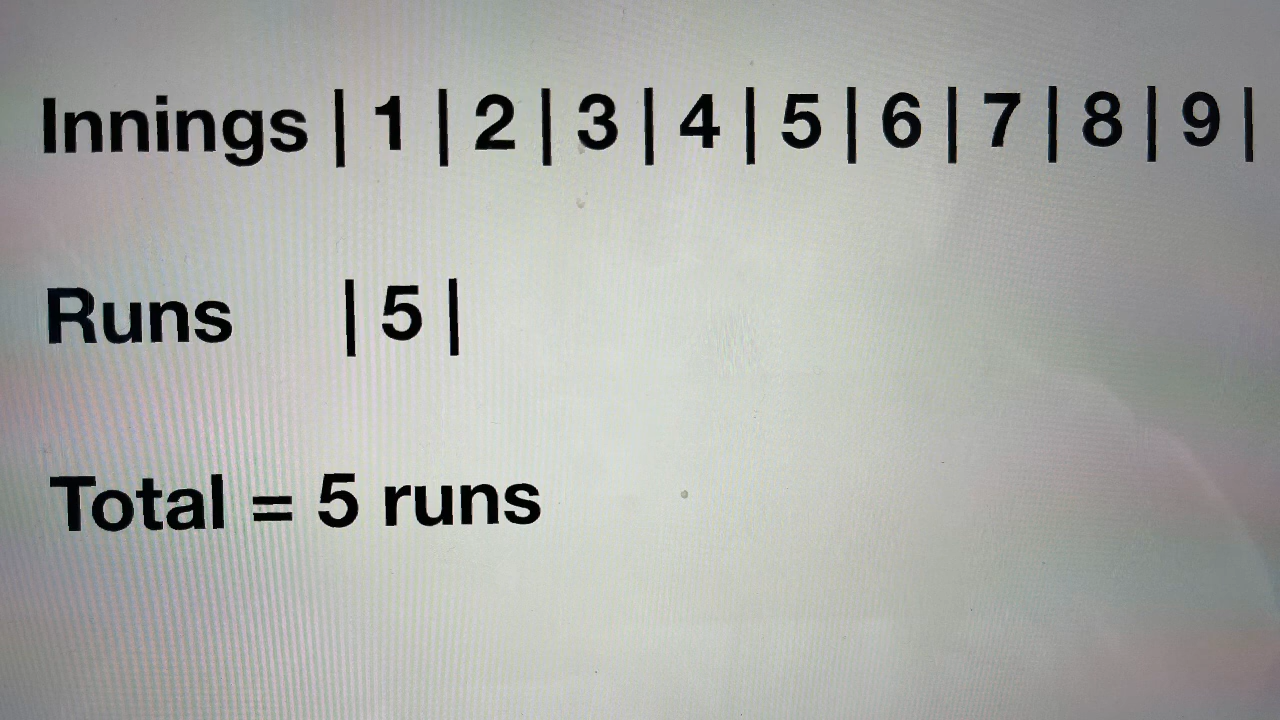 Innings | 1 | 2 | 3 | 4 | 5 | 6 | 7 | 8 | 9 |
Runs | 5 |
Total = 5 runs